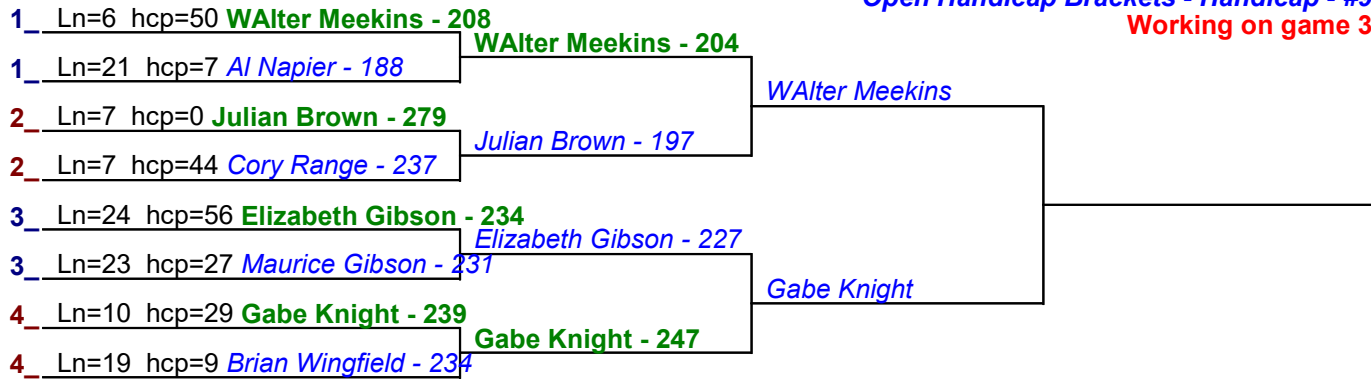 Open Handicap Brackets - Handicap - #9
Working on game 3
1_ Ln=6 hcp=50 WAlter Meekins - 208
WAlter Meekins - 204
1_ Ln=21 hcp=7 Al Napier - 188
WAlter Meekins
2_ Ln=7 hcp=0 Julian Brown - 279
Julian Brown - 197
2_ Ln=7 hcp=44 Cory Range - 237
3_ Ln=24 hcp=56 Elizabeth Gibson - 234
Elizabeth Gibson - 227
3_ Ln=23 hcp=27 Maurice Gibson - 231
Gabe Knight
4_ Ln=10 hcp=29 Gabe Knight - 239
Gabe Knight - 247
4_ Ln=19 hcp=9 Brian Wingfield - 234